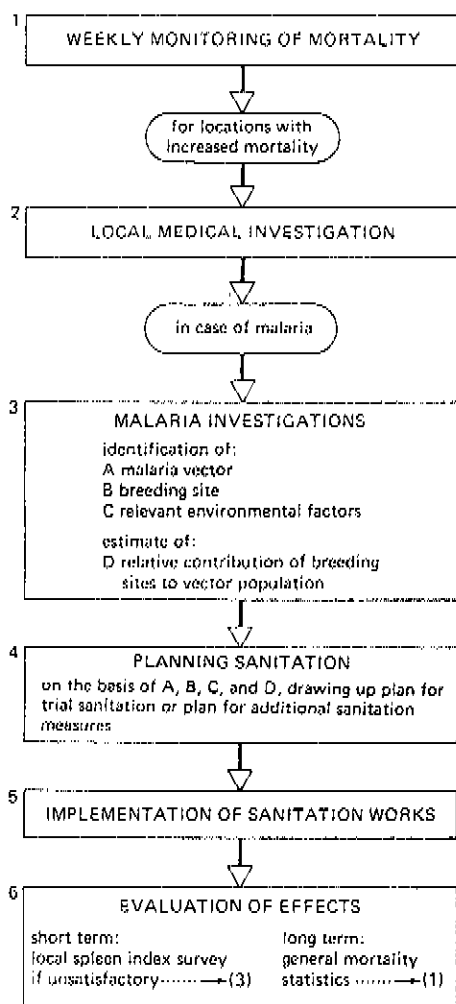 1
WEEKLY MONITORING OF MORTALITY
for locations with
increased mortality
2
LOCAL MEDICAL INVESTIGATION
in case of malaria
3
MALARIA INVESTIGATIONS
identification of:
A malaria vector
B breeding site
C relevant environmental factors
estimate of:
D relative contribution of breeding
sites to vector population
4
PLANNING SANITATION
on the basis of A, B, C, and D, drawing up plan for
trial sanitation or plan for additional sanitation
measures
5
IMPLEMENTATION OF SANITATION WORKS
6
EVALUATION OF EFFECTS
short term:
local spleen index survey
if unsatisfactory ........ (3)
long term:
general mortality
statistics ...... (1)